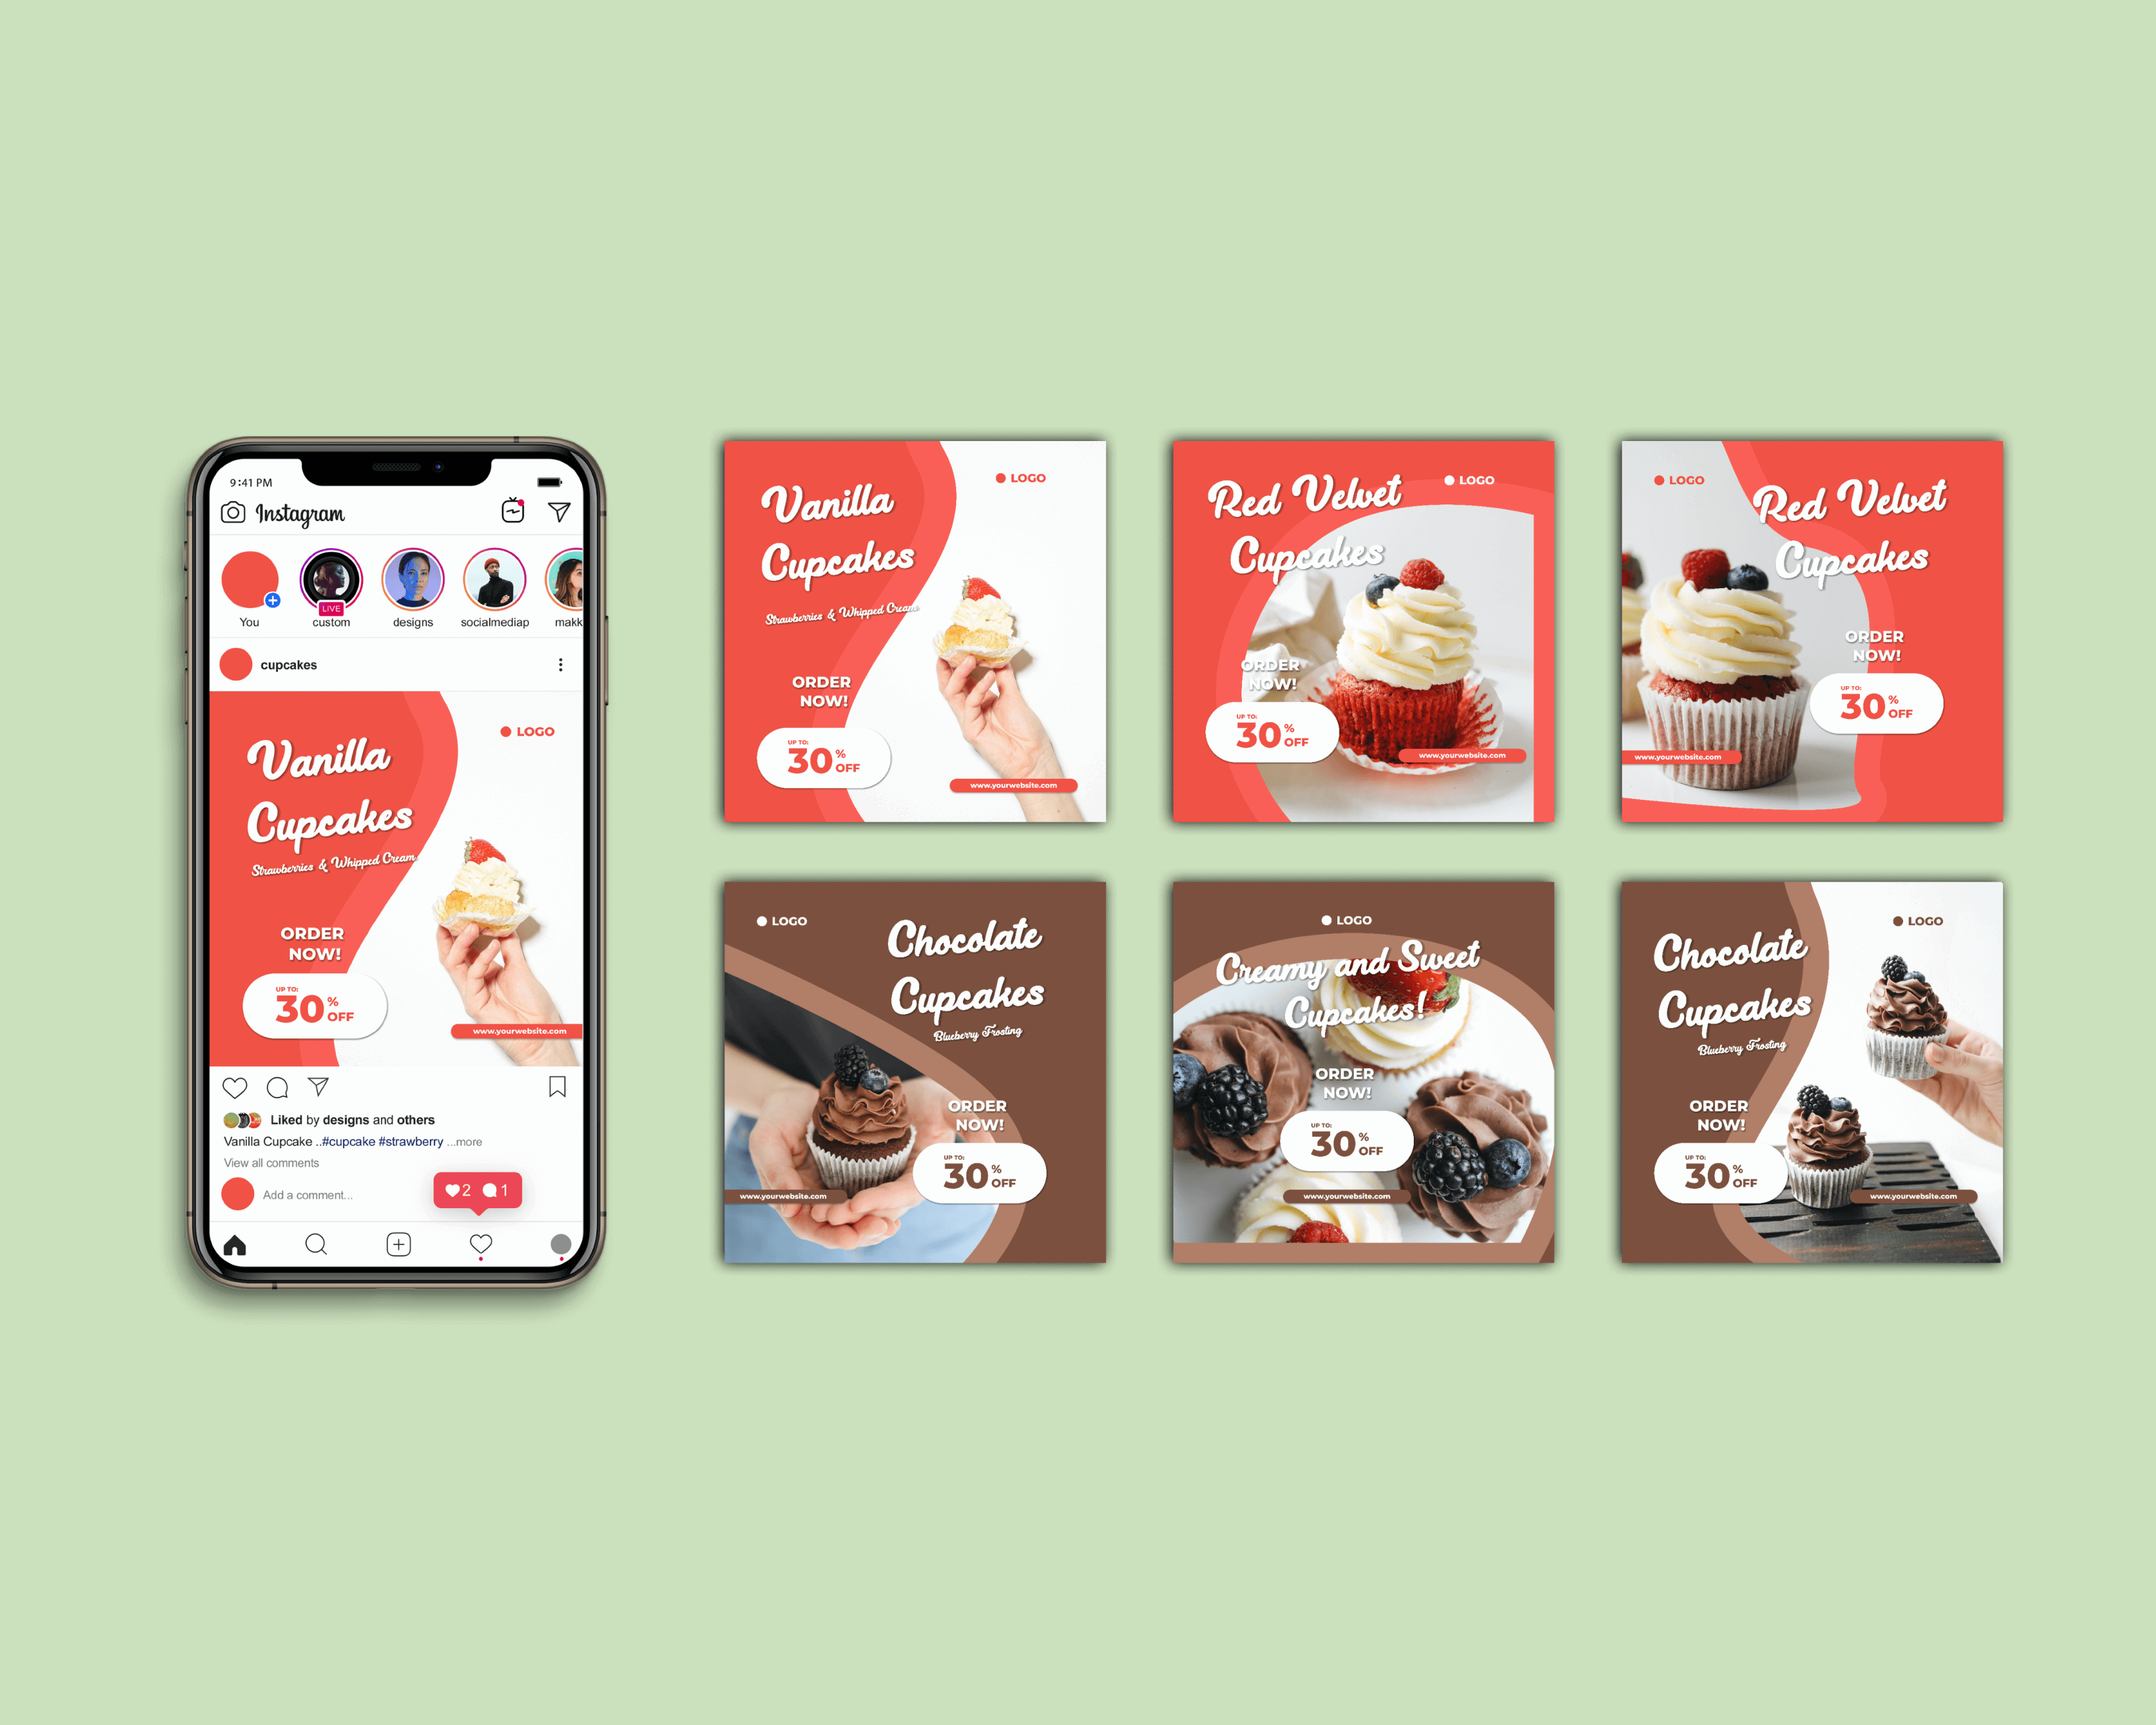 9:41 PM
Instagram
LIVE
You
custom
designs
socialmediap
makk
cupcakes
LOGO
Vanilla
Cupcakes
Strawberries & Whipped Cream
ORDER
NOW!
UP TO:
30% OFF
www.yourwebsite.com
Liked by designs and others
Vanilla Cupcake ..#cupcake #strawberry ...more
View all comments
Add a comment...
2 1
LOGO
Vanilla
Cupcakes
Strawberries & Whipped Cream
ORDER
NOW!
UP TO:
30% OFF
www.yourwebsite.com
Red Velvet
LOGO
Cupcakes
ORDER
NOW!
UP TO:
30% OFF
www.yourwebsite.com
LOGO
Red Velvet
Cupcakes
ORDER
NOW!
UP TO:
30% OFF
www.yourwebsite.com
LOGO
Chocolate
Cupcakes
Blueberry Frosting
ORDER
NOW!
UP TO:
30% OFF
www.yourwebsite.com
LOGO
Creamy and Sweet
Cupcakes!
ORDER
NOW!
UP TO:
30% OFF
www.yourwebsite.com
LOGO
Chocolate
Cupcakes
Blueberry Frosting
ORDER
NOW!
UP TO:
30% OFF
www.yourwebsite.com